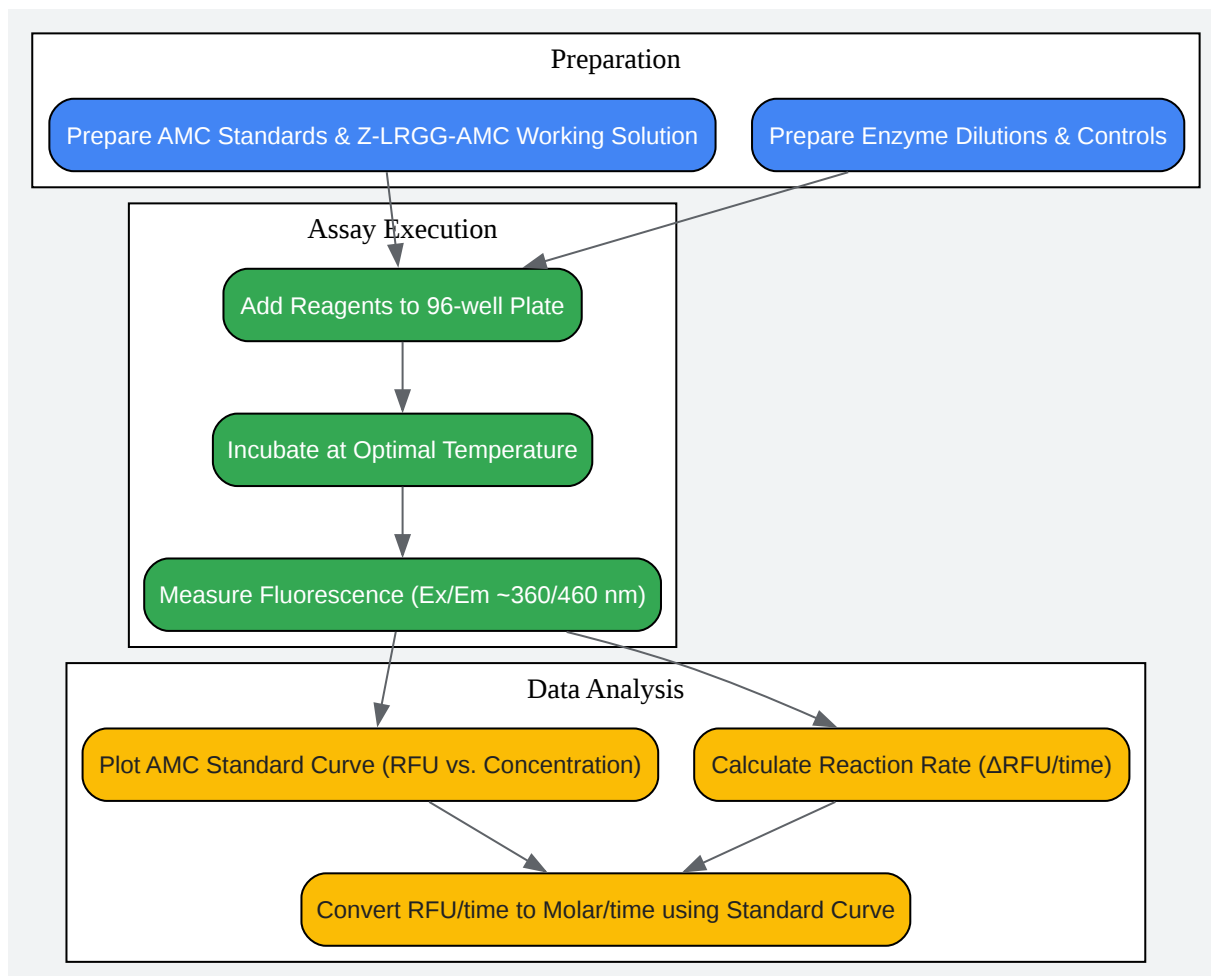 Preparation
Prepare AMC Standards & Z-LRGG-AMC Working Solution
Prepare Enzyme Dilutions & Controls
Assay Execution
Add Reagents to 96-well Plate
Incubate at Optimal Temperature
Measure Fluorescence (Ex/Em ~360/460 nm)
Data Analysis
Plot AMC Standard Curve (RFU vs. Concentration)
Calculate Reaction Rate (ΔRFU/time)
Convert RFU/time to Molar/time using Standard Curve